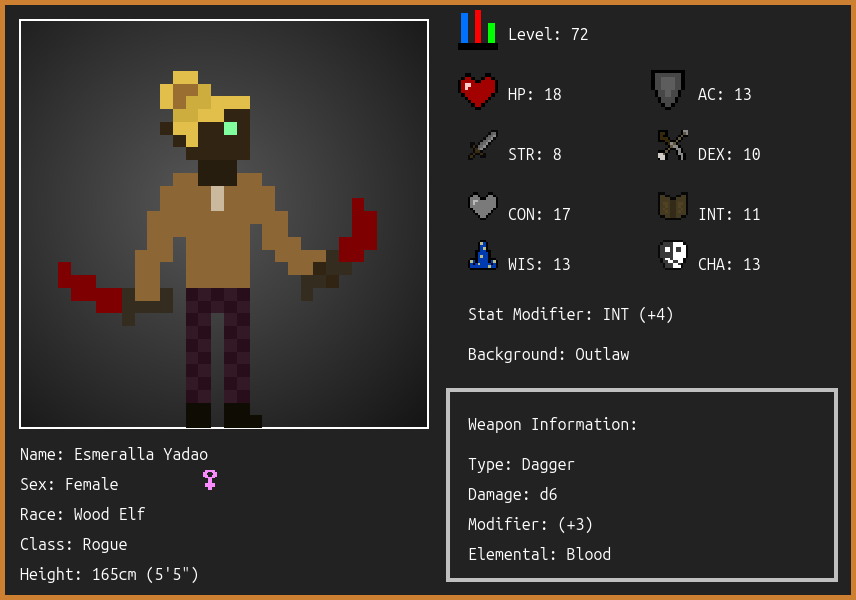 Level: 72
HP: 18
AC: 13
STR: 8
DEX: 10
CON: 17
INT: 11
WIS: 13
CHA: 13
Stat Modifier: INT (+4)
Background: Outlaw
Weapon Information:
Type: Dagger
Damage: d6
Modifier: (+3)
Elemental: Blood
Name: Esmeralla Yadao
Sex: Female
Race: Wood Elf
Class: Rogue
Height: 165cm (5'5")